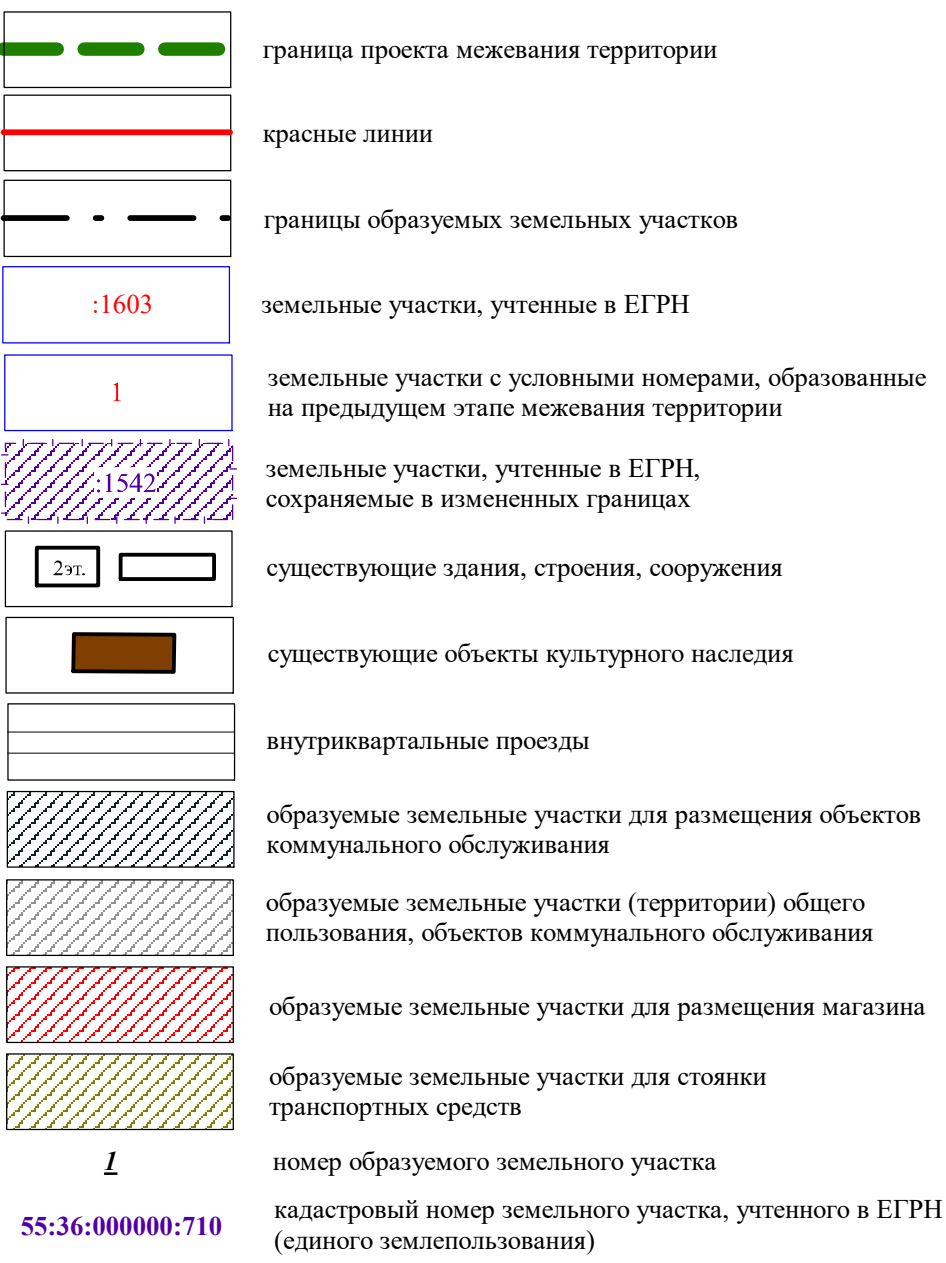 граница проекта межевания территории
красные линии
границы образуемых земельных участков
:1603
земельные участки, учтенные в ЕГРН
1
земельные участки с условными номерами, образованные
на предыдущем этапе межевания территории
:1542
земельные участки, учтенные в ЕГРН,
сохраняемые в измененных границах
2эт.
существующие здания, строения, сооружения
существующие объекты культурного наследия
внутриквартальные проезды
образуемые земельные участки для размещения объектов
коммунального обслуживания
образуемые земельные участки (территории) общего
пользования, объектов коммунального обслуживания
образуемые земельные участки для размещения магазина
образуемые земельные участки для стоянки
транспортных средств
1
номер образуемого земельного участка
55:36:000000:710
кадастровый номер земельного участка, учтенного в ЕГРН
(единого землепользования)